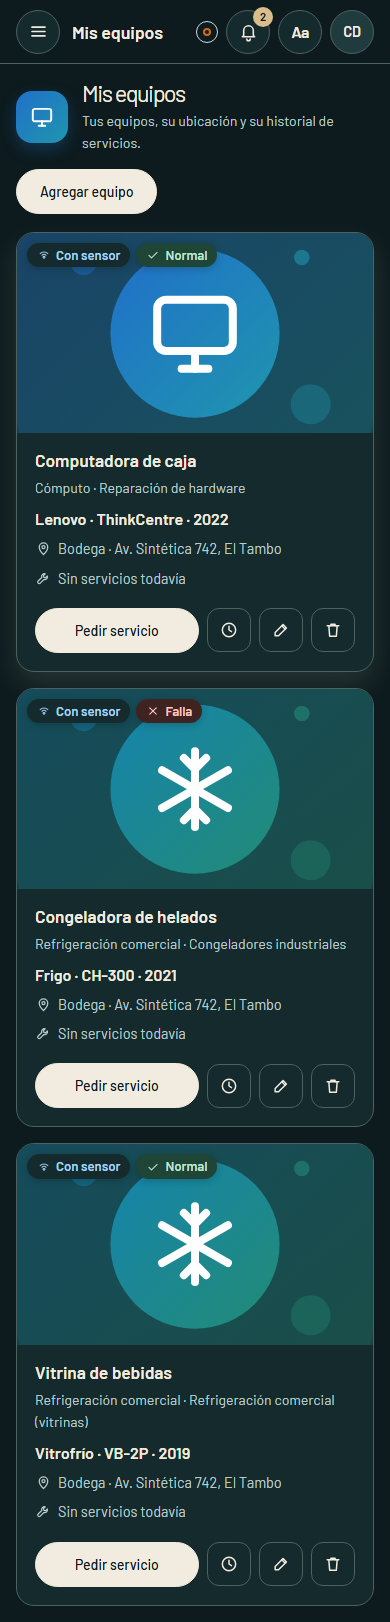 Mis equipos
2
Aa
CD
Mis equipos
Tus equipos, su ubicación y su historial de
servicios.
Agregar equipo
Con sensor
Normal
Computadora de caja
Cómputo · Reparación de hardware
Lenovo · ThinkCentre · 2022
Bodega · Av. Sintética 742, El Tambo
Sin servicios todavía
Pedir servicio
Con sensor
Falla
Congeladora de helados
Refrigeración comercial · Congeladores industriales
Frigo · CH-300 · 2021
Bodega · Av. Sintética 742, El Tambo
Sin servicios todavía
Pedir servicio
Con sensor
Normal
Vitrina de bebidas
Refrigeración comercial · Refrigeración comercial
(vitrinas)
Vitrofrío · VB-2P · 2019
Bodega · Av. Sintética 742, El Tambo
Sin servicios todavía
Pedir servicio